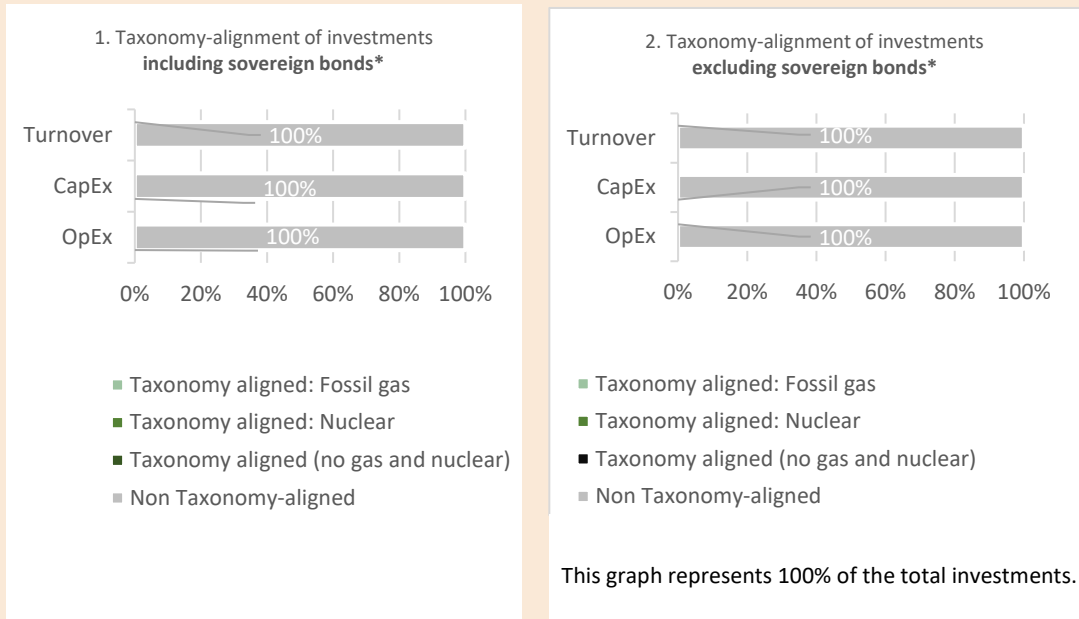 1. Taxonomy-alignment of investments
including sovereign bonds*
Turnover
100%
CapEx
100%
OpEx
100%
0% 20% 40% 60% 80% 100%
Taxonomy aligned: Fossil gas
Taxonomy aligned: Nuclear
Taxonomy aligned (no gas and nuclear)
Non Taxonomy-aligned
2. Taxonomy-alignment of investments
excluding sovereign bonds*
Turnover
100%
CapEx
100%
OpEx
100%
0% 20% 40% 60% 80% 100%
Taxonomy aligned: Fossil gas
Taxonomy aligned: Nuclear
Taxonomy aligned (no gas and nuclear)
Non Taxonomy-aligned
This graph represents 100% of the total investments.